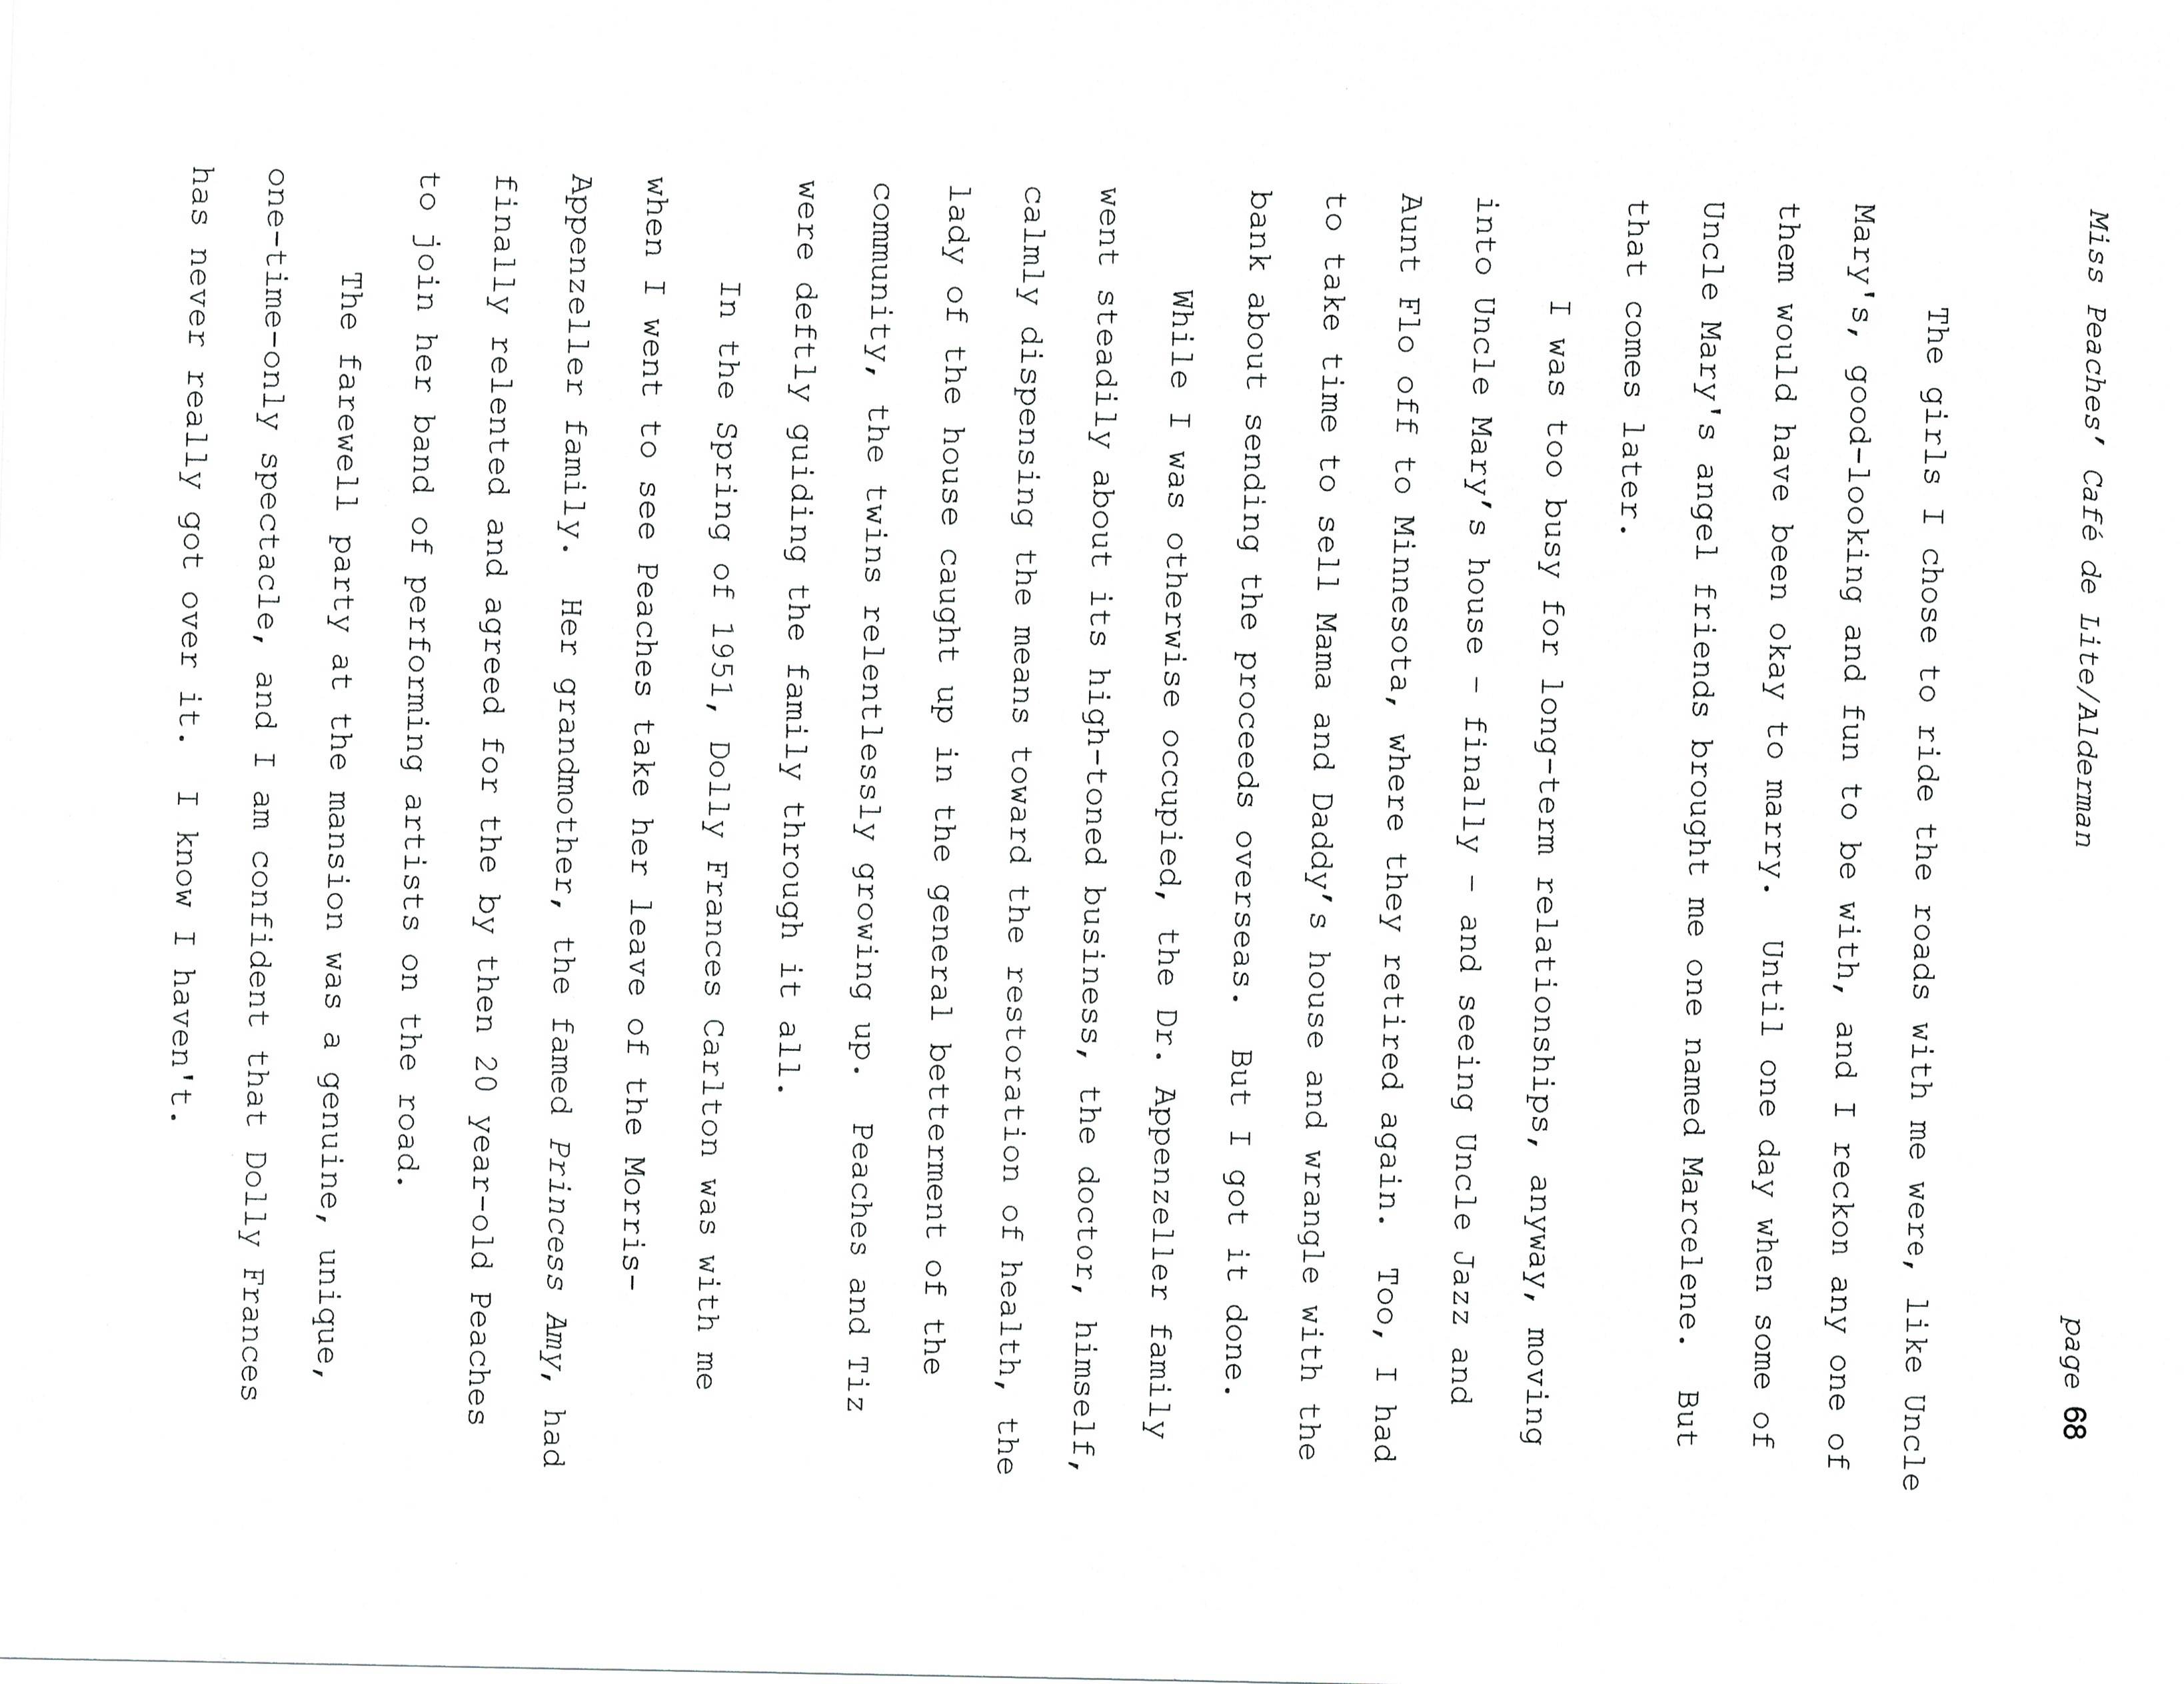 Miss Peaches’ Café de Lite/Alderman page 68
The girls I chose to ride the roads with me were, like Uncle
Mary's, good-looking and fun to be with, and I reckon any one of
them would have been okay to marry.  Until one day when some of
Uncle Mary's angel friends brought me one named Marcelene.  But
that comes later.
I was too busy for long-term relationships, anyway, moving
into Uncle Mary’s house – finally – and seeing Uncle Jazz and
Aunt Flo off to Minnesota, where they retired again.  Too, I had
to take time to sell Mama and Daddy’s house and wrangle with the
bank about sending the proceeds overseas.  But I got it done.
While I was otherwise occupied, the Dr. Appenzeller family
went steadily about its high-toned business, the doctor, himself,
calmly dispensing the means toward the restoration of health, the
lady of the house caught up in the general betterment of the
community, the twins relentlessly growing up.  Peaches and Tiz
were deftly guiding the family through it all.
In the Spring of 1951, Dolly Frances Carlton was with me
when I went to see Peaches take her leave of the Morris-
Appenzeller family.  Her grandmother, the famed Princess Amy, had
finally relented and agreed for the by then 20 year-old Peaches
to join her band of performing artists on the road.
The farewell party at the mansion was a genuine, unique,
one-time-only spectacle, and I am confident that Dolly Frances
has never really got over it.  I know I haven't.